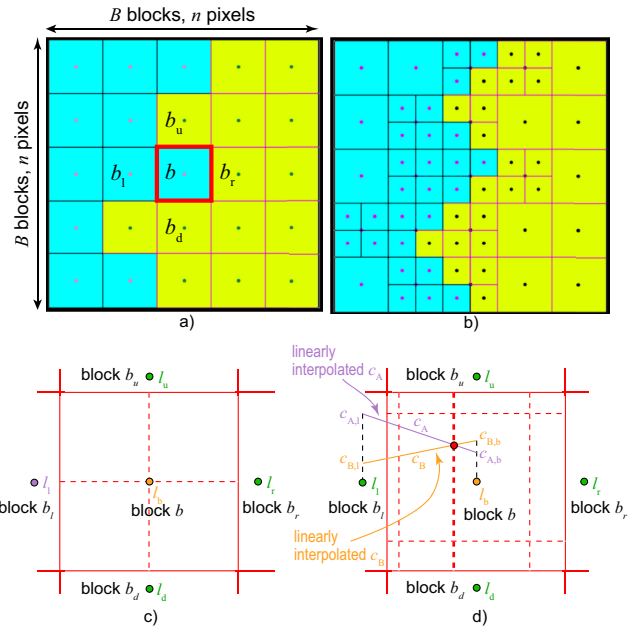 B blocks, n pixels
B blocks, n pixels
b_u
b_l b b_r
b_d
a) b)
block b_u l_u
l_l l_b l_r
block b_l block b block b_r
block b_d l_d
c)
linearly
interpolated c_A
block b_u l_u
c_A,l c_A
c_B,b
c_B,l c_B c_A,b
l_l l_b l_r
block b_l block b block b_r
linearly
interpolated c_B
block b_d l_d
d)